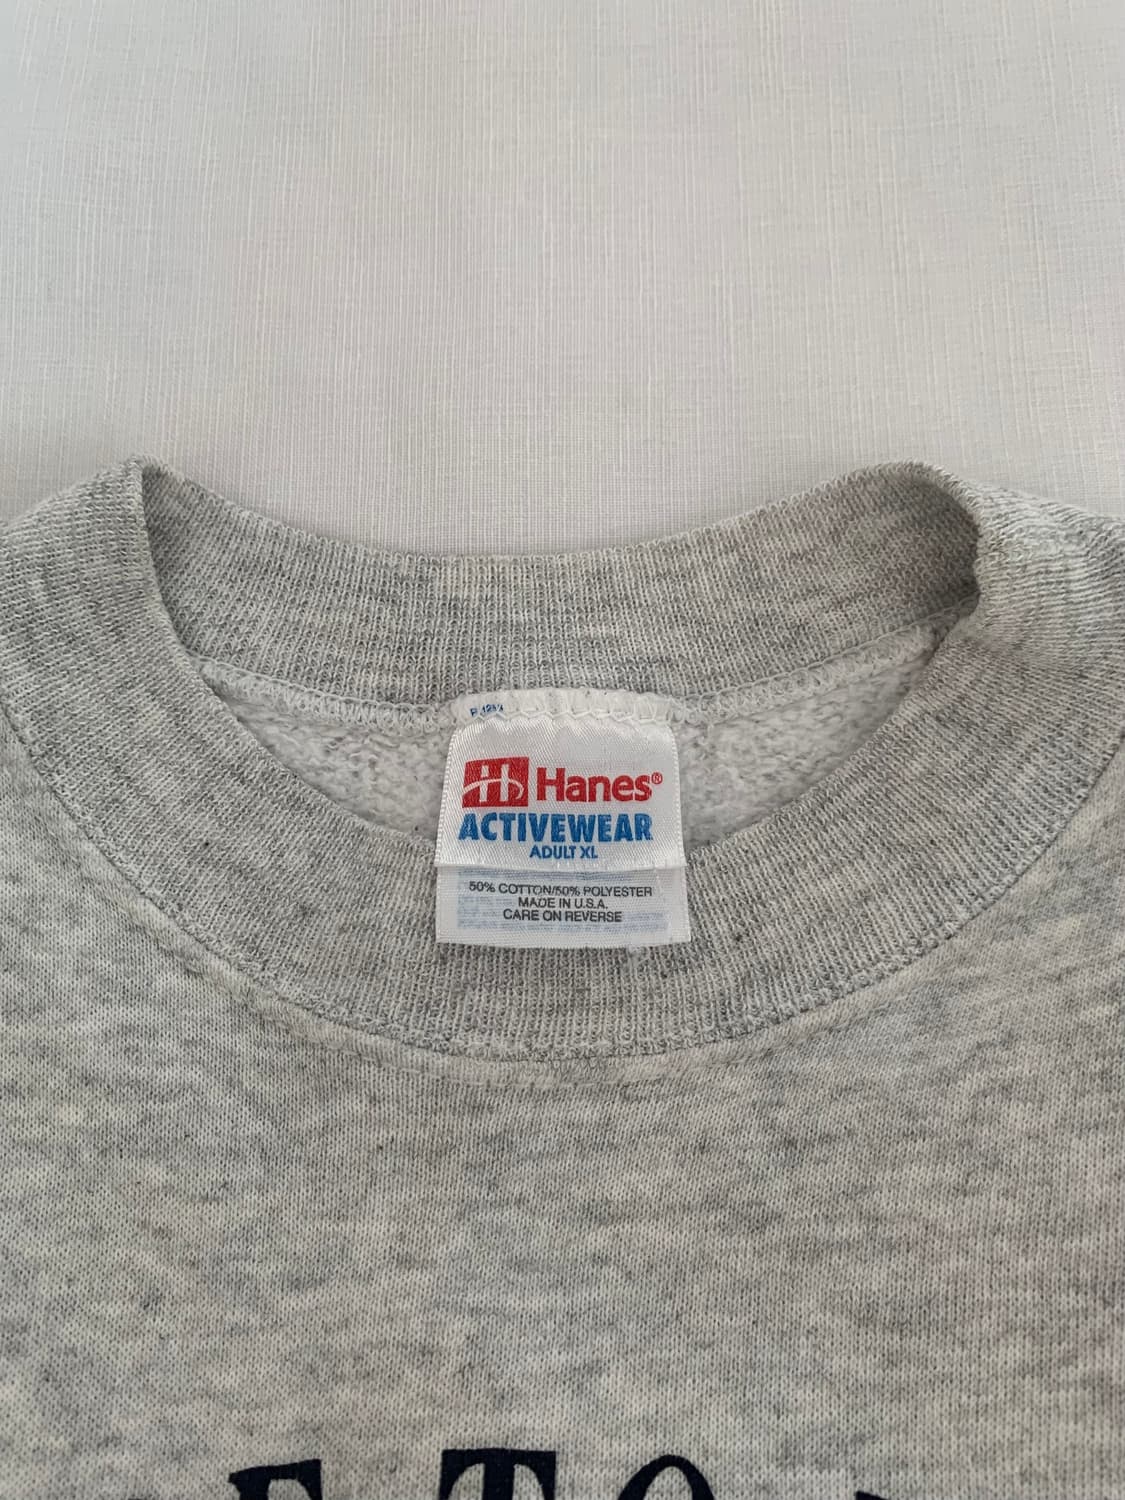 Hanes®
ACTIVEWEAR
ADULT XL
50% COTTON/50% POLYESTER
MADE IN U.S.A.
CARE ON REVERSE